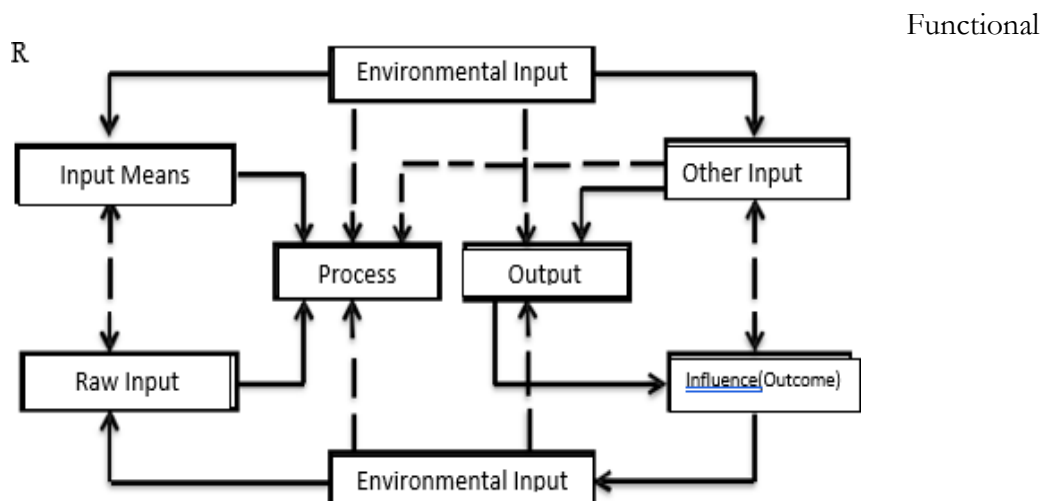 Functional
R
Environmental Input
Input Means
Other Input
Process
Output
Raw Input
Influence(Outcome)
Environmental Input